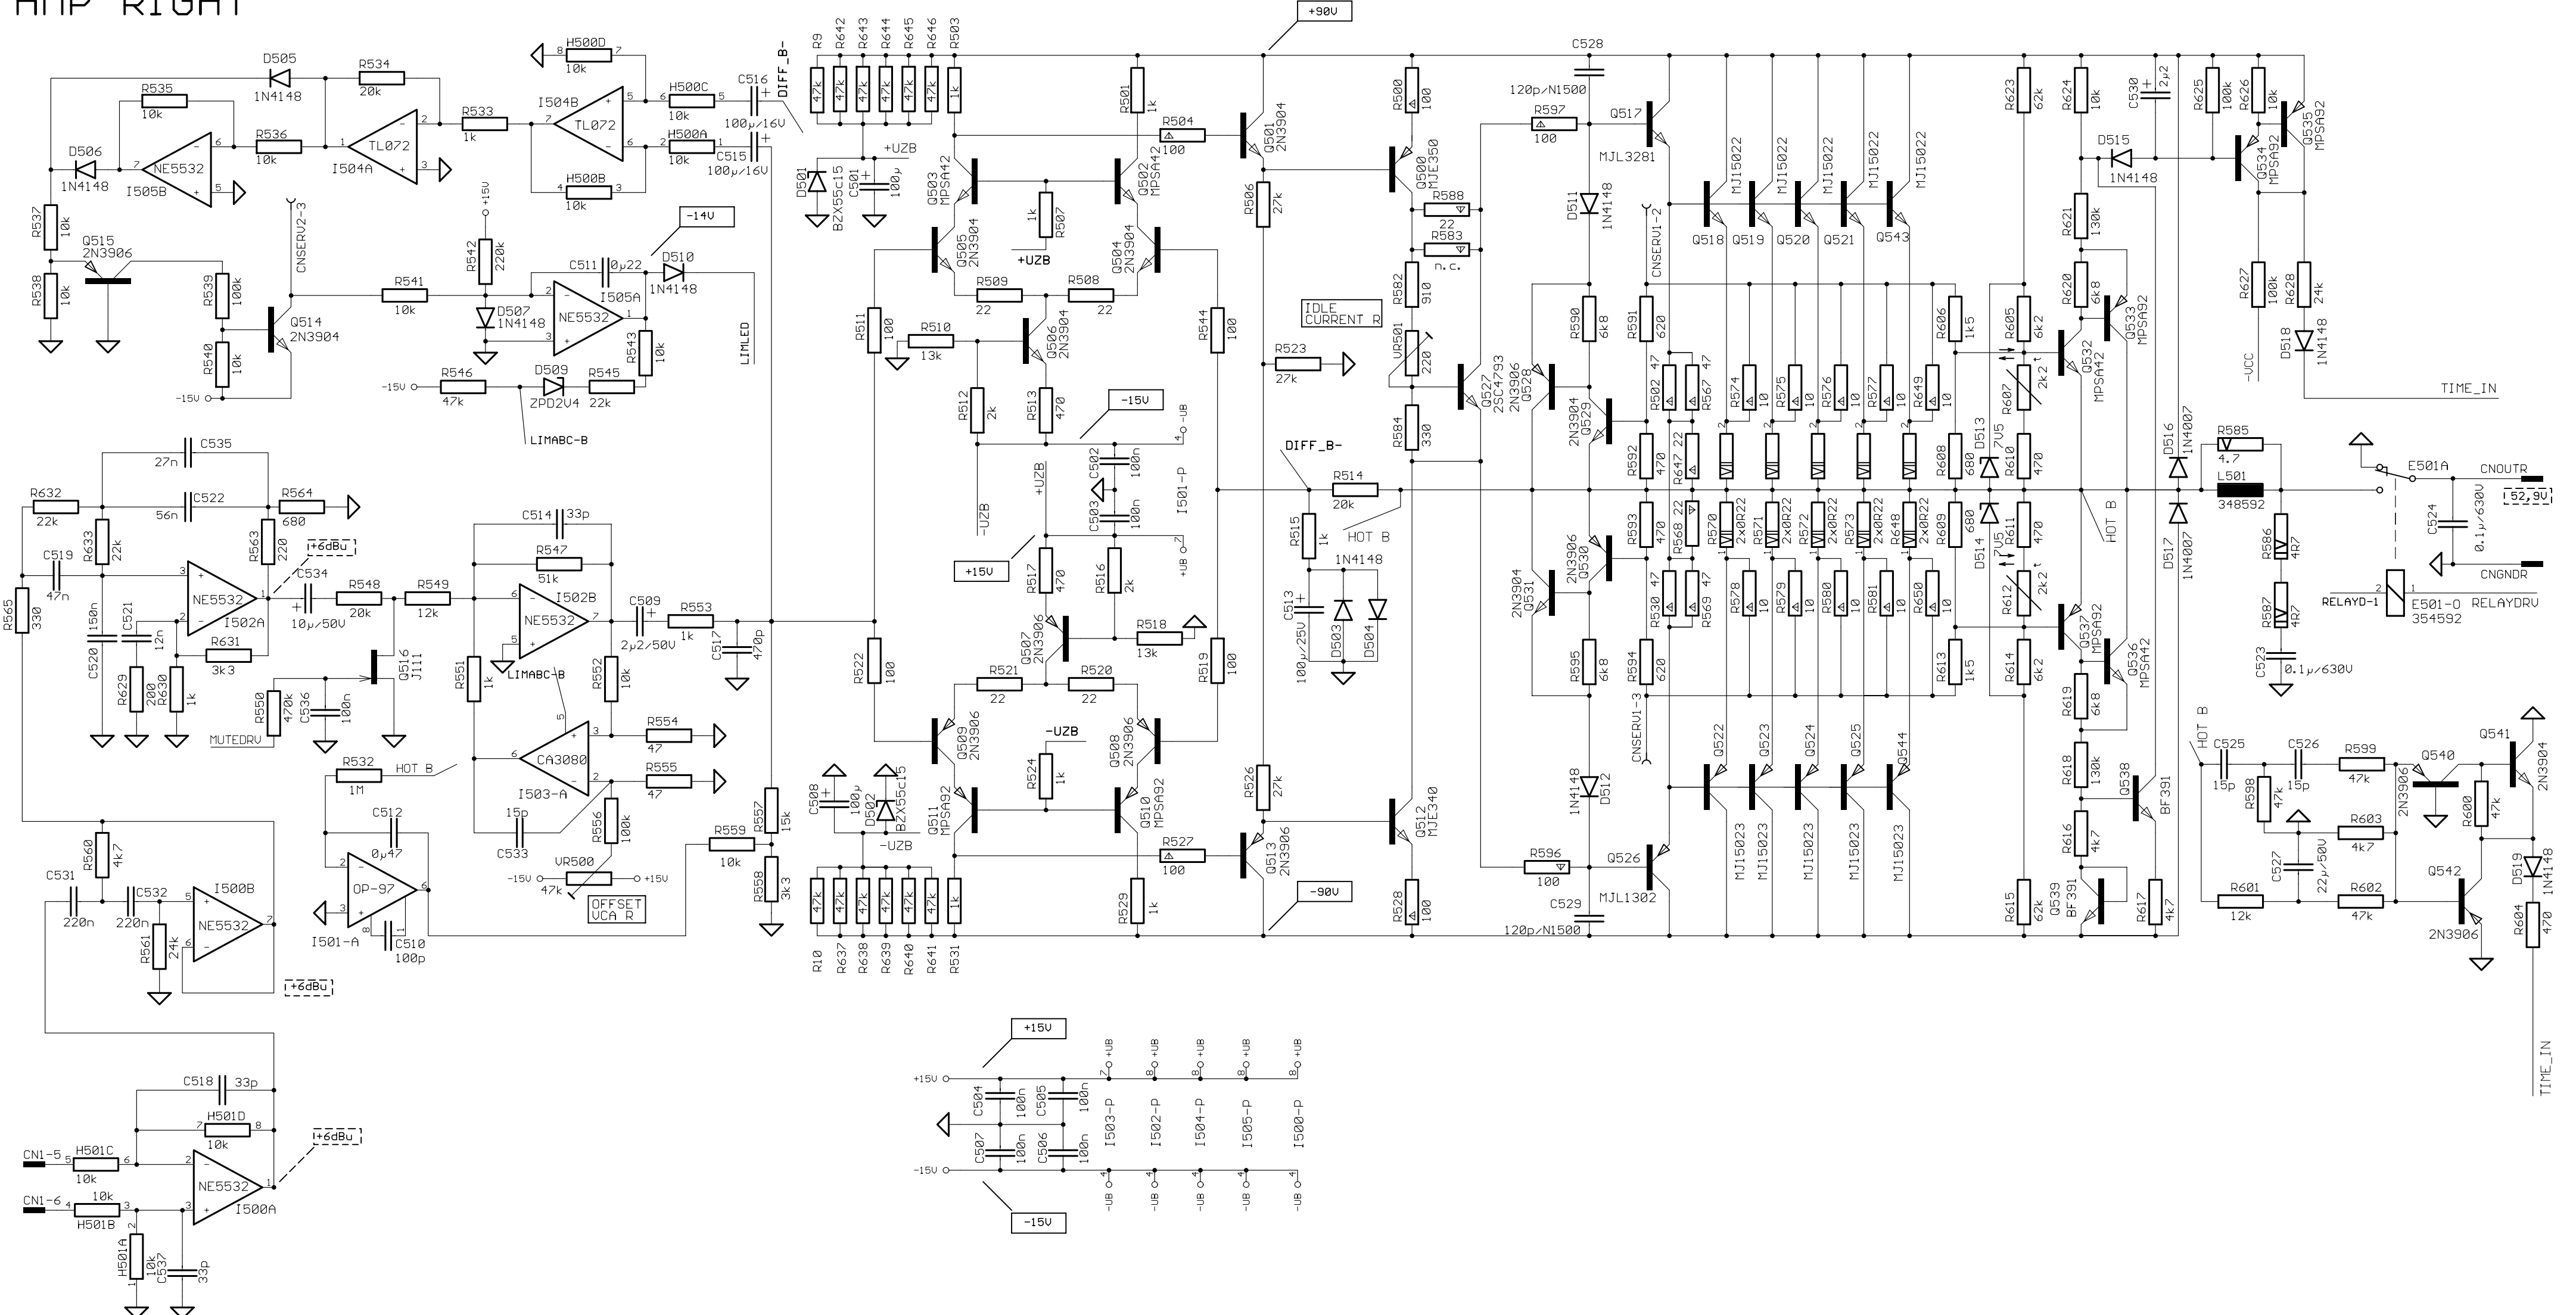 AMP RIGHT
+90V
R9
R642
R643
R644
R645
R646
R503
47k
47k
47k
47k
47k
47k
1k
C528
120p/N1500
D505
1N4148
R534
20k
R535
10k
D506
1N4148
NE5532
I505B
R536
10k
TL072
I504A
R533
1k
I504B
TL072
H500D
10k
H500C
10k
C516
100µ/16V
DIFF_B-
H500A
10k
C515
100µ/16V
H500B
10k
D501
BZX55c15
C501
100µ
+UZB
Q503
MPSA42
Q502
MPSA42
R501
1k
R504
100
Q501
2N3904
R500
100
Q500
MJE350
R588
22
R583
n.c.
R582
910
IDLE
CURRENT R
VR501
220
R584
330
R597
100
Q517
MJL3281
D511
1N4148
CNSERV1-2
MJ15022
MJ15022
MJ15022
MJ15022
MJ15022
Q518
Q519
Q520
Q521
Q543
R623
62k
R624
10k
C530
2µ2
R625
100k
R626
10k
Q535
MPSA92
Q534
MPSA92
D515
1N4148
R621
130k
R620
6k8
Q533
MPSA92
Q532
MPSA42
R627
100k
R628
24k
D518
1N4148
-VCC
TIME_IN
R537
10k
R538
10k
Q515
2N3906
R539
100k
R540
10k
Q514
2N3904
-15V
CNSERV2-3
+15V
R542
220k
R541
10k
D507
1N4148
C511
0µ22
I505A
NE5532
D510
1N4148
-14V
LIMLED
R543
10k
-15V
R546
47k
D509
ZPD2V4
R545
22k
LIMABC-B
R507
1k
+UZB
Q505
2N3904
Q504
2N3904
R509
22
R508
22
R511
100
R510
13k
Q506
2N3904
R544
100
R512
2k
R513
470
-15V
-UB
R506
27k
R523
27k
C502
100n
C503
100n
I501-P
-UZB
+UZB
+15V
R517
470
R516
2k
+UB
Q507
2N3906
R518
13k
R522
100
R519
100
R521
22
R520
22
-UZB
Q509
2N3906
Q508
2N3906
R524
1k
Q511
MPSA92
Q510
MPSA92
DIFF_B-
R514
20k
R515
1k
HOT B
1N4148
C513
100µ/25V
D503
D504
Q527
2SC4793
Q528
2N3906
Q529
2N3904
R590
6k8
R591
620
R592
470
R593
470
R594
620
R595
6k8
Q530
2N3906
Q531
2N3904
R502
47
R567
47
R647
22
R568
22
R530
47
R569
47
R574
10
R575
10
R576
10
R577
10
R649
10
R570
2x0R22
R571
2x0R22
R572
2x0R22
R573
2x0R22
R648
2x0R22
R578
10
R579
10
R580
10
R581
10
R650
10
R606
1k5
R605
6k2
R607
2k2
R608
680
D513
7V5
R610
470
R609
680
D514
7V5
R611
470
R612
2k2
R613
1k5
R614
6k2
Q537
MPSA92
Q536
MPSA42
R619
6k8
R618
130k
Q538
BF391
R616
4k7
Q539
BF391
R617
4k7
R615
62k
HOT B
D516
1N4007
D517
1N4007
R585
4.7
L501
348592
R586
4R7
R587
4R7
C523
0.1µ/630V
E501A
CNOUTR
52,9V
C524
0.1µ/630V
CNGNDR
RELAYD-1
E501-O
354592
RELAYDRV
C535
27n
C522
56n
R632
22k
R633
22k
R564
680
R563
220
+6dBu
C519
47n
R565
330
C520
150n
C521
12n
NE5532
I502A
R631
3k3
R629
200
R630
1k
C534
10µ/50V
R548
20k
R549
12k
Q516
J111
R550
470k
MUTEDRV
C536
100n
C514
33p
R547
51k
I502B
NE5532
C509
2µ2/50V
R553
1k
C517
470p
R551
1k
R552
10k
LIMABC-B
CA3080
I503-A
R554
47
R555
47
C533
15p
R556
100k
VR500
47k
-15V
+15V
OFFSET
VCA R
R532
1M
HOT B
C512
0µ47
OP-97
I501-A
C510
100p
R557
15k
R559
10k
R558
3k3
C508
100µ
D502
BZX55c15
-UZB
47k
47k
47k
47k
47k
47k
1k
R10
R637
R638
R639
R640
R641
R531
R529
1k
R527
100
R526
27k
Q513
2N3906
-90V
Q512
MJE340
R528
100
R596
100
Q526
MJL1302
D512
1N4148
CNSERV1-3
C529
120p/N1500
Q522
Q523
Q524
Q525
Q544
MJ15023
MJ15023
MJ15023
MJ15023
MJ15023
HOT B
C525
15p
C526
15p
R599
47k
R598
47k
Q540
2N3906
R600
47k
Q541
2N3904
R603
4k7
C527
22µ/50V
R601
12k
R602
47k
Q542
2N3906
D519
1N4148
R604
470
TIME_IN
R560
4k7
C531
220n
C532
220n
R561
24k
I500B
NE5532
+6dBu
C518
33p
H501D
10k
+6dBu
CN1-5
H501C
10k
CN1-6
10k
H501B
NE5532
I500A
H501A
10k
C537
33p
+15V
+15V
C504
100n
C505
100n
C507
100n
C506
100n
-15V
-15V
+UB
+UB
+UB
+UB
+UB
I503-P
I502-P
I504-P
I505-P
I500-P
-UB
-UB
-UB
-UB
-UB